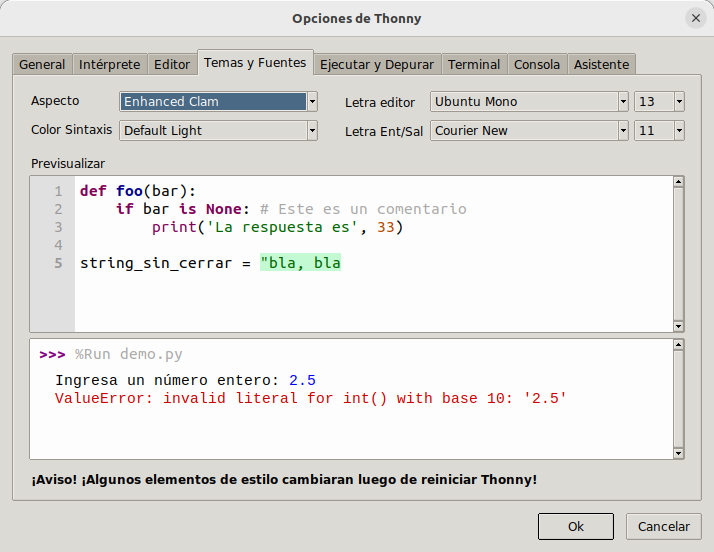 Opciones de Thonny
General Intérprete Editor Temas y Fuentes Ejecutar y Depurar Terminal Consola Asistente
Aspecto Enhanced Clam Letra editor Ubuntu Mono 13
Color Sintaxis Default Light Letra Ent/Sal Courier New 11
Previsualizar
1 def foo(bar):
2 if bar is None: # Este es un comentario
3 print('La respuesta es', 33)
4
5 string_sin_cerrar = "bla, bla
>>> %Run demo.py
Ingresa un número entero: 2.5
ValueError: invalid literal for int() with base 10: '2.5'
¡Aviso! ¡Algunos elementos de estilo cambiaran luego de reiniciar Thonny!
Ok Cancelar